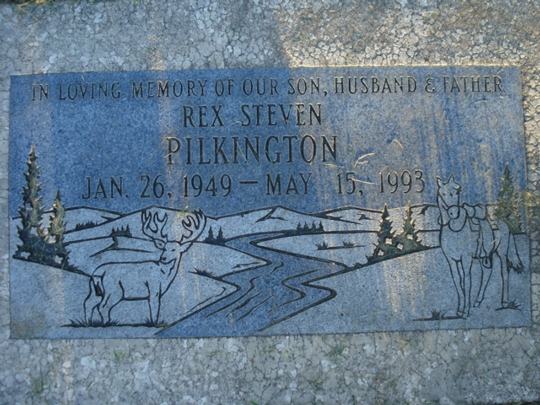 IN LOVING MEMORY OF OUR SON, HUSBAND & FATHER
REX STEVEN
PILKINGTON
JAN. 26, 1949 – MAY 15, 1993